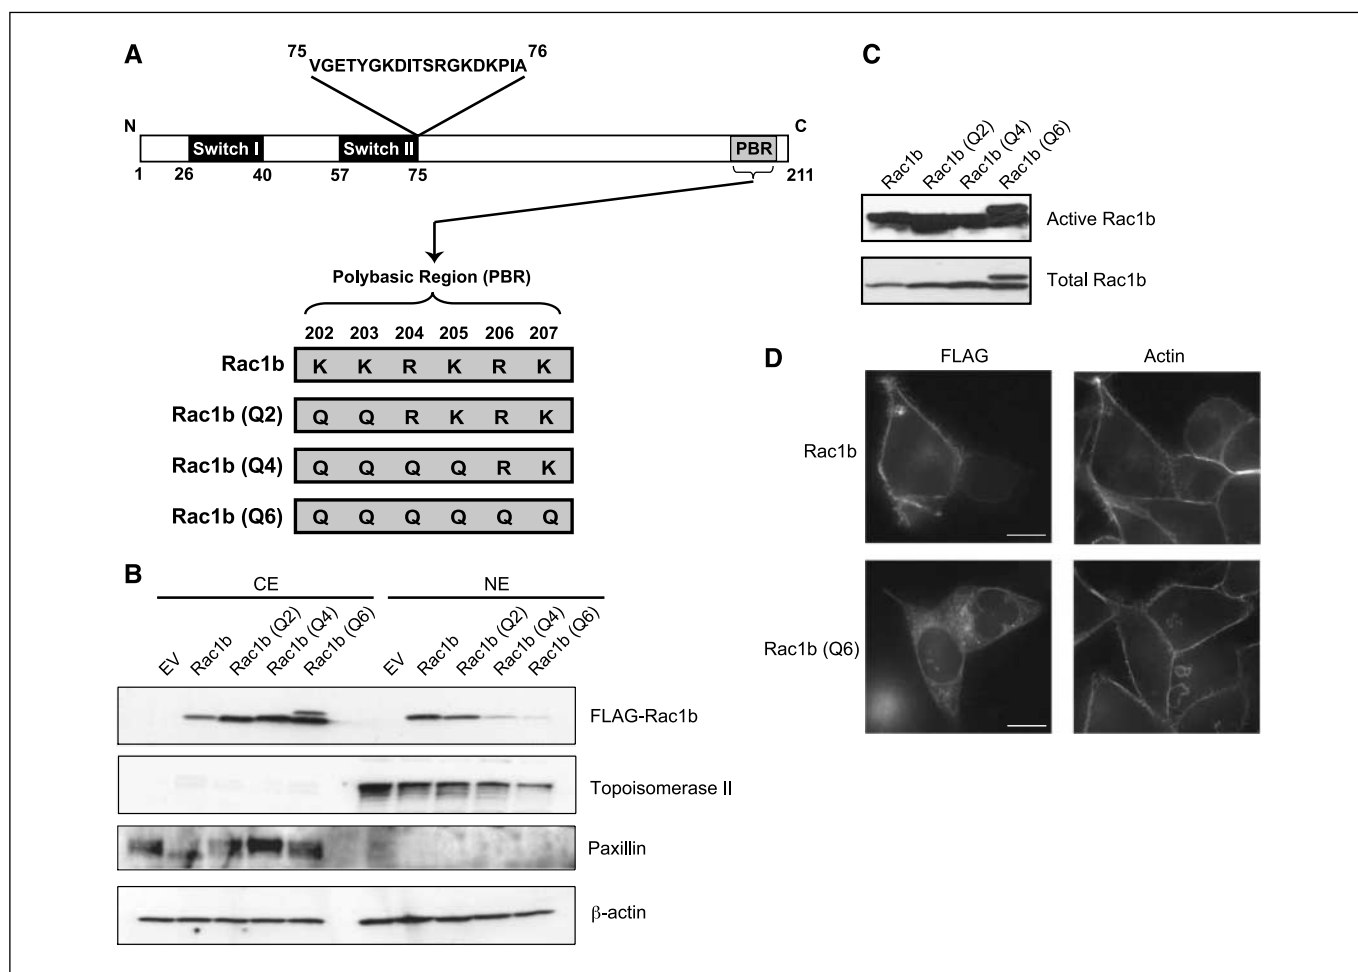 A
75 VGETYGKDITSRGKDKPIA 76
N
C
Switch I
Switch II
PBR
1 26 40 57 75 211
Polybasic Region (PBR)
202 203 204 205 206 207
Rac1b K K R K R K
Rac1b (Q2) Q Q R K R K
Rac1b (Q4) Q Q Q Q R K
Rac1b (Q6) Q Q Q Q Q Q
B
CE NE
EV Rac1b Rac1b (Q2) Rac1b (Q4) Rac1b (Q6) EV Rac1b Rac1b (Q2) Rac1b (Q4) Rac1b (Q6)
FLAG-Rac1b
Topoisomerase II
Paxillin
β-actin
C
Rac1b Rac1b (Q2) Rac1b (Q4) Rac1b (Q6)
Active Rac1b
Total Rac1b
D
FLAG Actin
Rac1b
Rac1b (Q6)